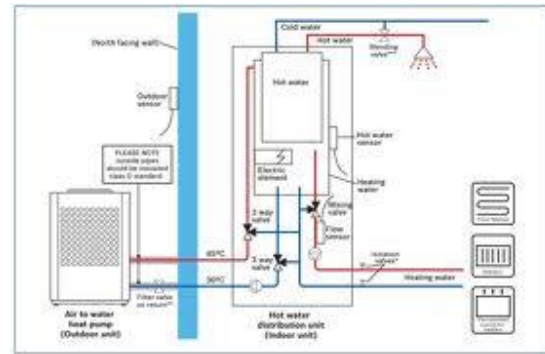 Cold water
Hot water
(North facing wall)
Blending
valve***
Hot water
Outdoor
sensor
PLEASE NOTE
outside pipes
should be insulated
class O standard.
Hot water
sensor
Electric
element
Heating
water
Mixing
valve
Flow
sensor
3 way
valve
65°C
3 way
valve
Isolation
valves*
50°C
Heating water
Filter valve
on return**
Air to water
heat pump
(Outdoor unit)
Hot water
distribution unit
(Indoor unit)